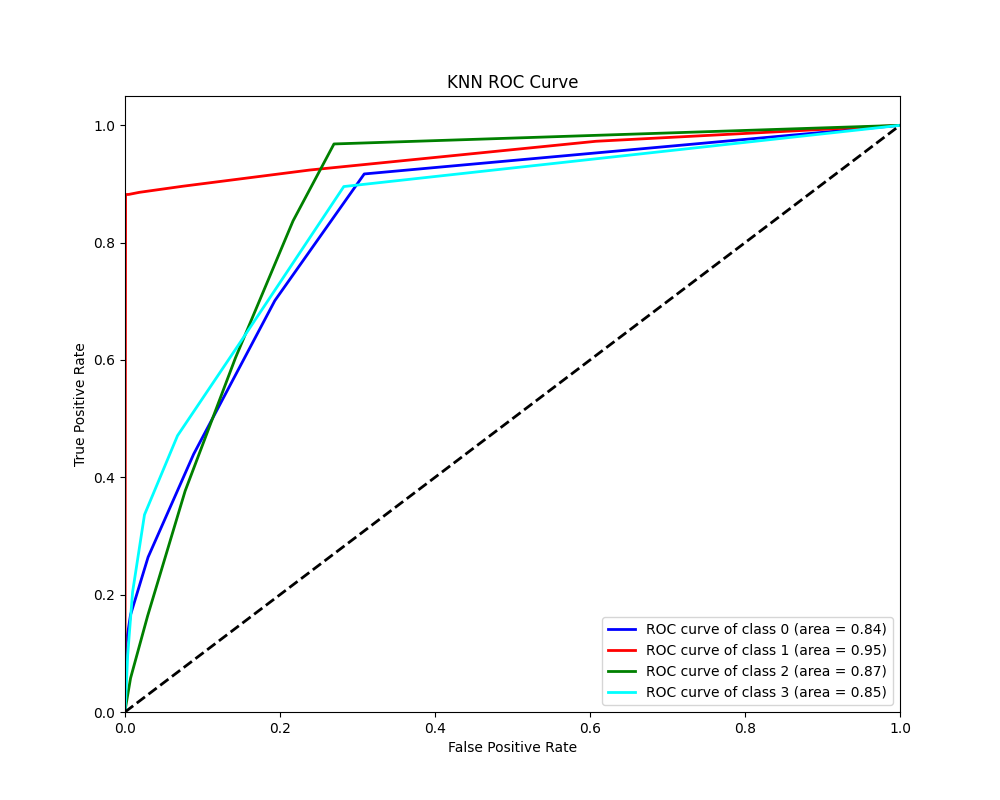 KNN ROC Curve
True Positive Rate
1.0
0.8
0.6
0.4
0.2
0.0
0.0 0.2 0.4 0.6 0.8 1.0
False Positive Rate
ROC curve of class 0 (area = 0.84)
ROC curve of class 1 (area = 0.95)
ROC curve of class 2 (area = 0.87)
ROC curve of class 3 (area = 0.85)